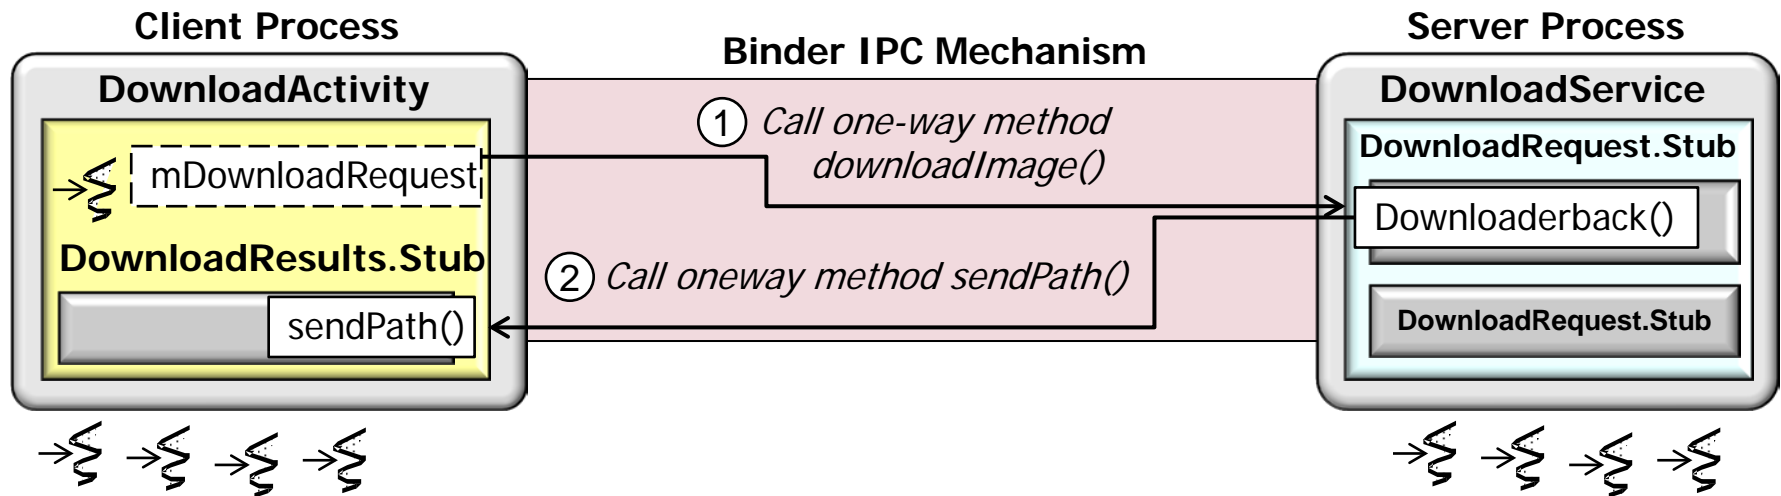 Client Process
DownloadActivity
mDownloadRequest
DownloadResults.Stub
sendPath()
Binder IPC Mechanism
1 Call one-way method
downloadImage()
2 Call oneway method sendPath()
Server Process
DownloadService
DownloadRequest.Stub
Downloaderback()
DownloadRequest.Stub